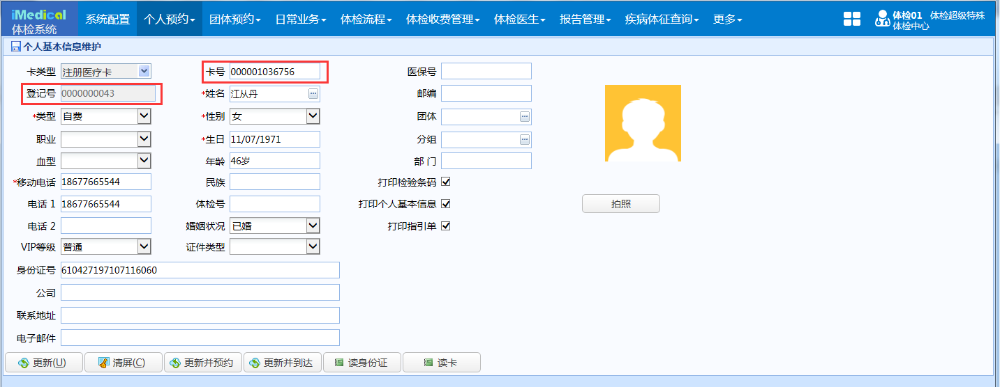 iMedical
体检系统
系统配置 个人预约 团体预约 日常业务 体检流程 体检收费管理 体检医生 报告管理 疾病体征查询 更多
体检01 体检超级特殊
体检中心
个人基本信息维护
卡类型 注册医疗卡 卡号 000001036756 医保号
登记号 0000000043 *姓名 江从丹 邮编
*类型 自费 *性别 女 团体
职业 *生日 11/07/1971 分组
血型 年龄 46岁 部 门
*移动电话 18677665544 民族 打印检验条码
电话 1 18677665544 体检号 打印个人基本信息 拍照
电话 2 婚姻状况 已婚 打印指引单
VIP等级 普通 证件类型
身份证号 610427197107116060
公司
联系地址
电子邮件
更新(U) 清屏(C) 更新并预约 更新并到达 读身份证 读卡